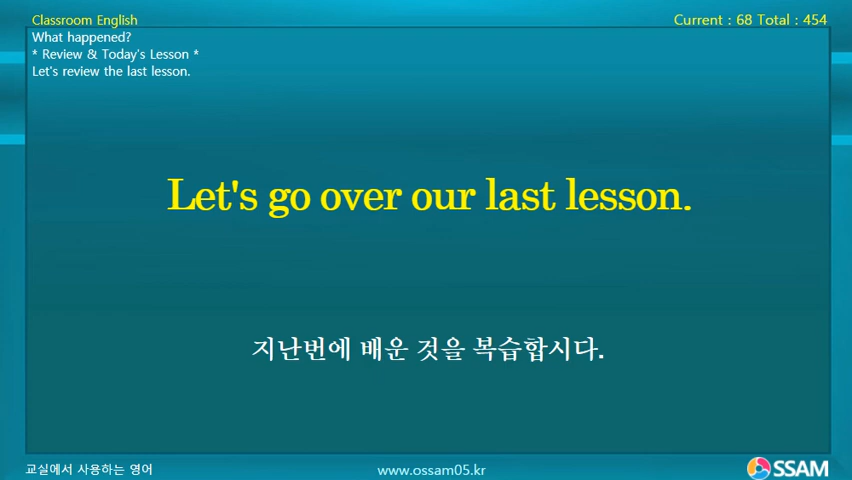 Classroom English
Current : 68 Total : 454
What happened?
* Review & Today's Lesson *
Let's review the last lesson.
Let's go over our last lesson.
지난번에 배운 것을 복습합시다.
교실에서 사용하는 영어
www.ossam05.kr
OSSAM